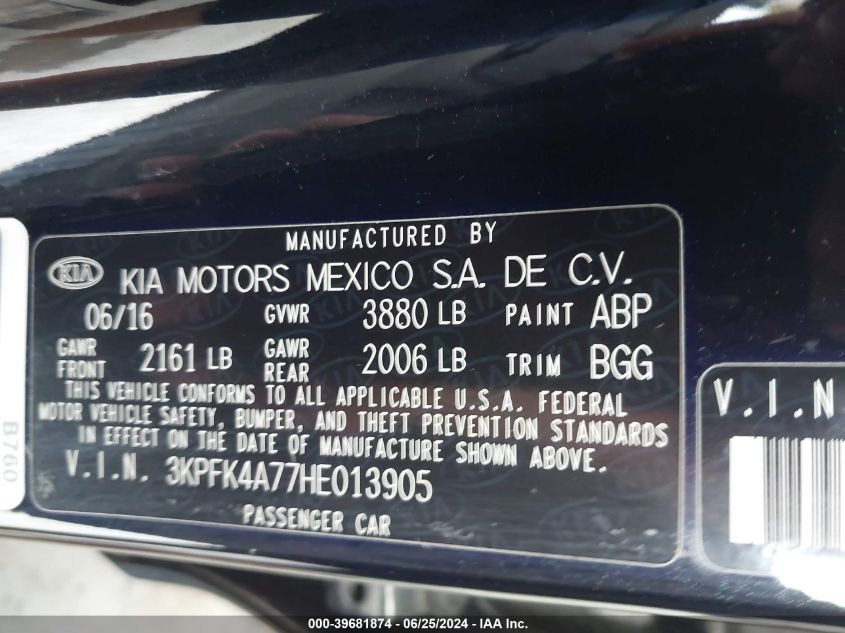 MANUFACTURED BY
KIA KIA MOTORS MEXICO S.A. DE C.V.
06/16 GVWR 3880 LB PAINT ABP
GAWR FRONT 2161 LB GAWR REAR 2006 LB TRIM BGG
THIS VEHICLE CONFORMS TO ALL APPLICABLE U.S.A. FEDERAL
MOTOR VEHICLE SAFETY, BUMPER, AND THEFT PREVENTION STANDARDS
IN EFFECT ON THE DATE OF MANUFACTURE SHOWN ABOVE.
V.I.N. 3KPFK4A77HE013905
PASSENGER CAR
B760
V.I.N
000-39681874 / 06/25/2024 - IAA Inc.